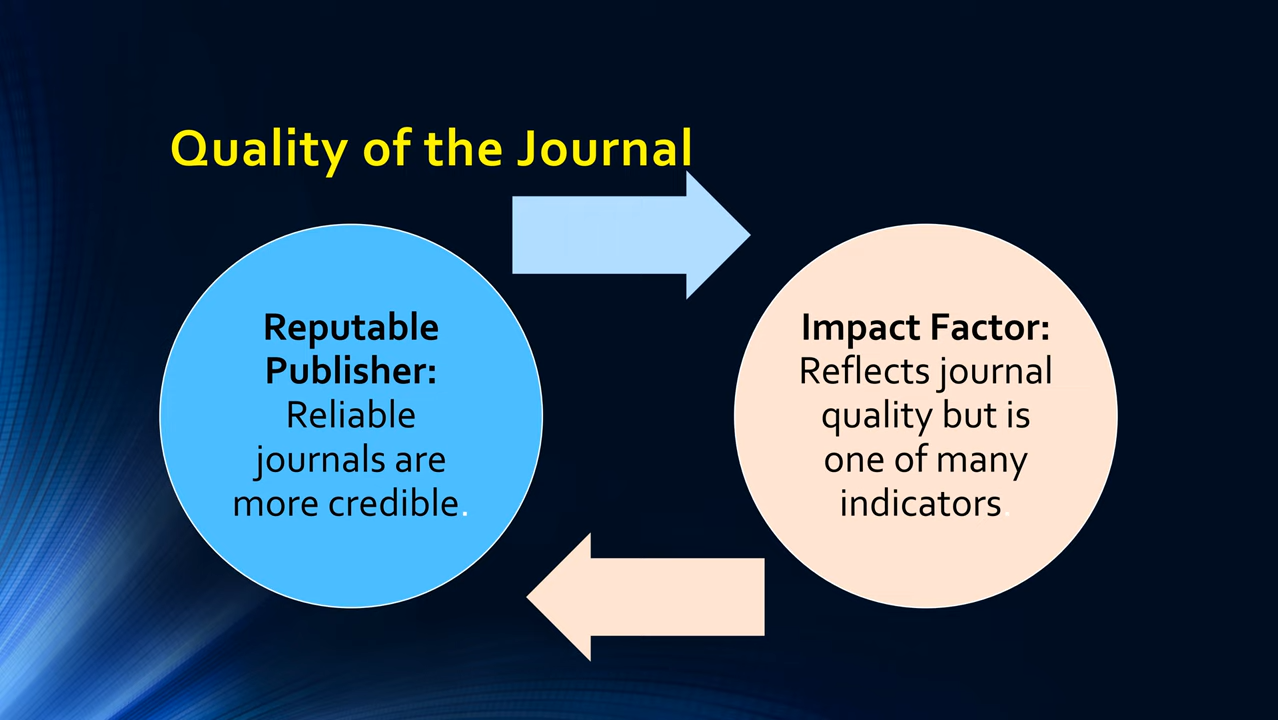 Quality of the Journal
Reputable
Publisher:
Reliable
journals are
more credible.
Impact Factor:
Reflects journal
quality but is
one of many
indicators.